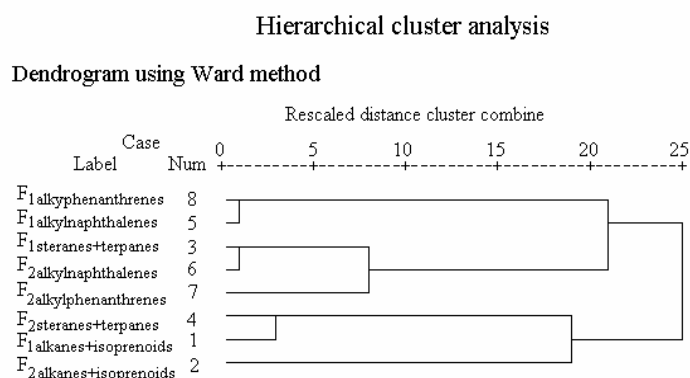 Hierarchical cluster analysis
Dendrogram using Ward method
Rescaled distance cluster combine
Case 0 5 10 15 20 25
Label Num
F1alkyphenanthrenes 8
F1alkylnaphthalenes 5
F1steranes+terpanes 3
F2alkylnaphthalenes 6
F2alkylphenanthrenes 7
F2steranes+terpanes 4
F1alkanes+isoprenoids 1
F2alkanes+isoprenoids 2